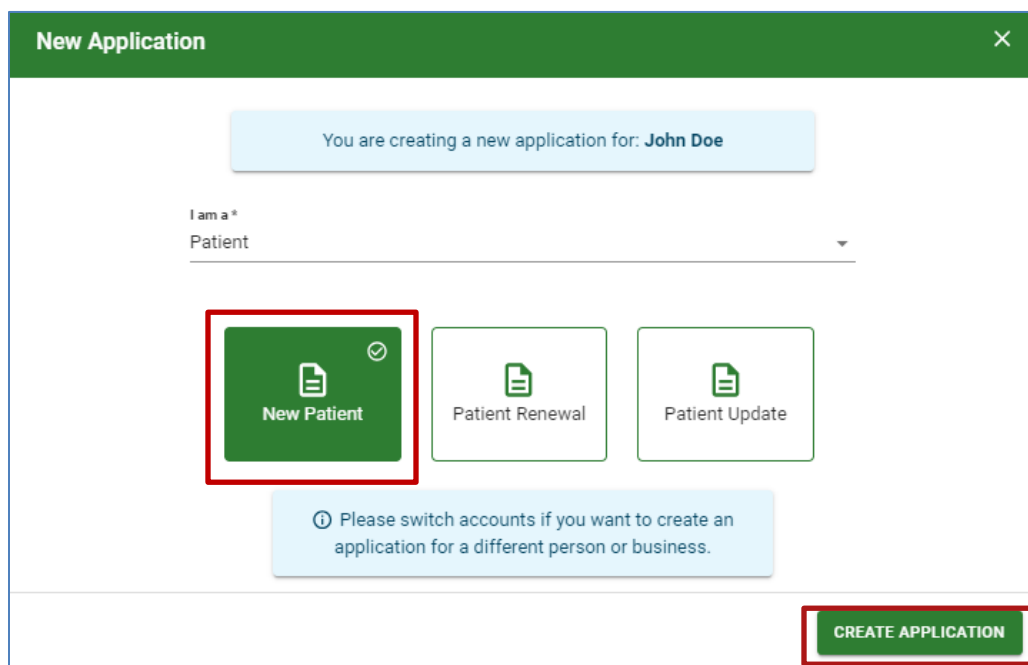 New Application
You are creating a new application for: John Doe
I am a *
Patient
New Patient
Patient Renewal
Patient Update
Please switch accounts if you want to create an
application for a different person or business.
CREATE APPLICATION